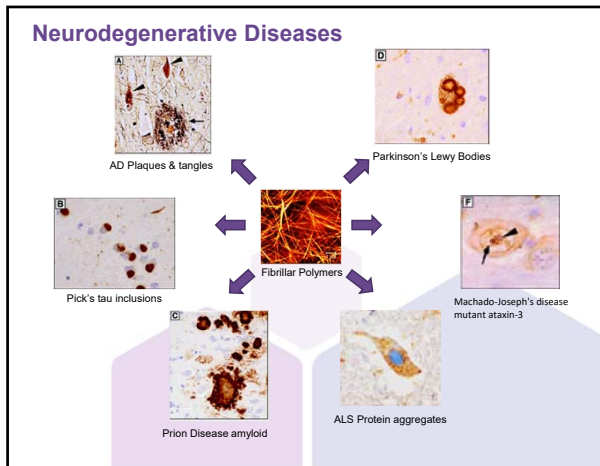 Neurodegenerative Diseases
A
AD Plaques & tangles
D
Parkinson's Lewy Bodies
B
Pick's tau inclusions
Fibrillar Polymers
F
Machado-Joseph's disease
mutant ataxin-3
C
Prion Disease amyloid
ALS Protein aggregates